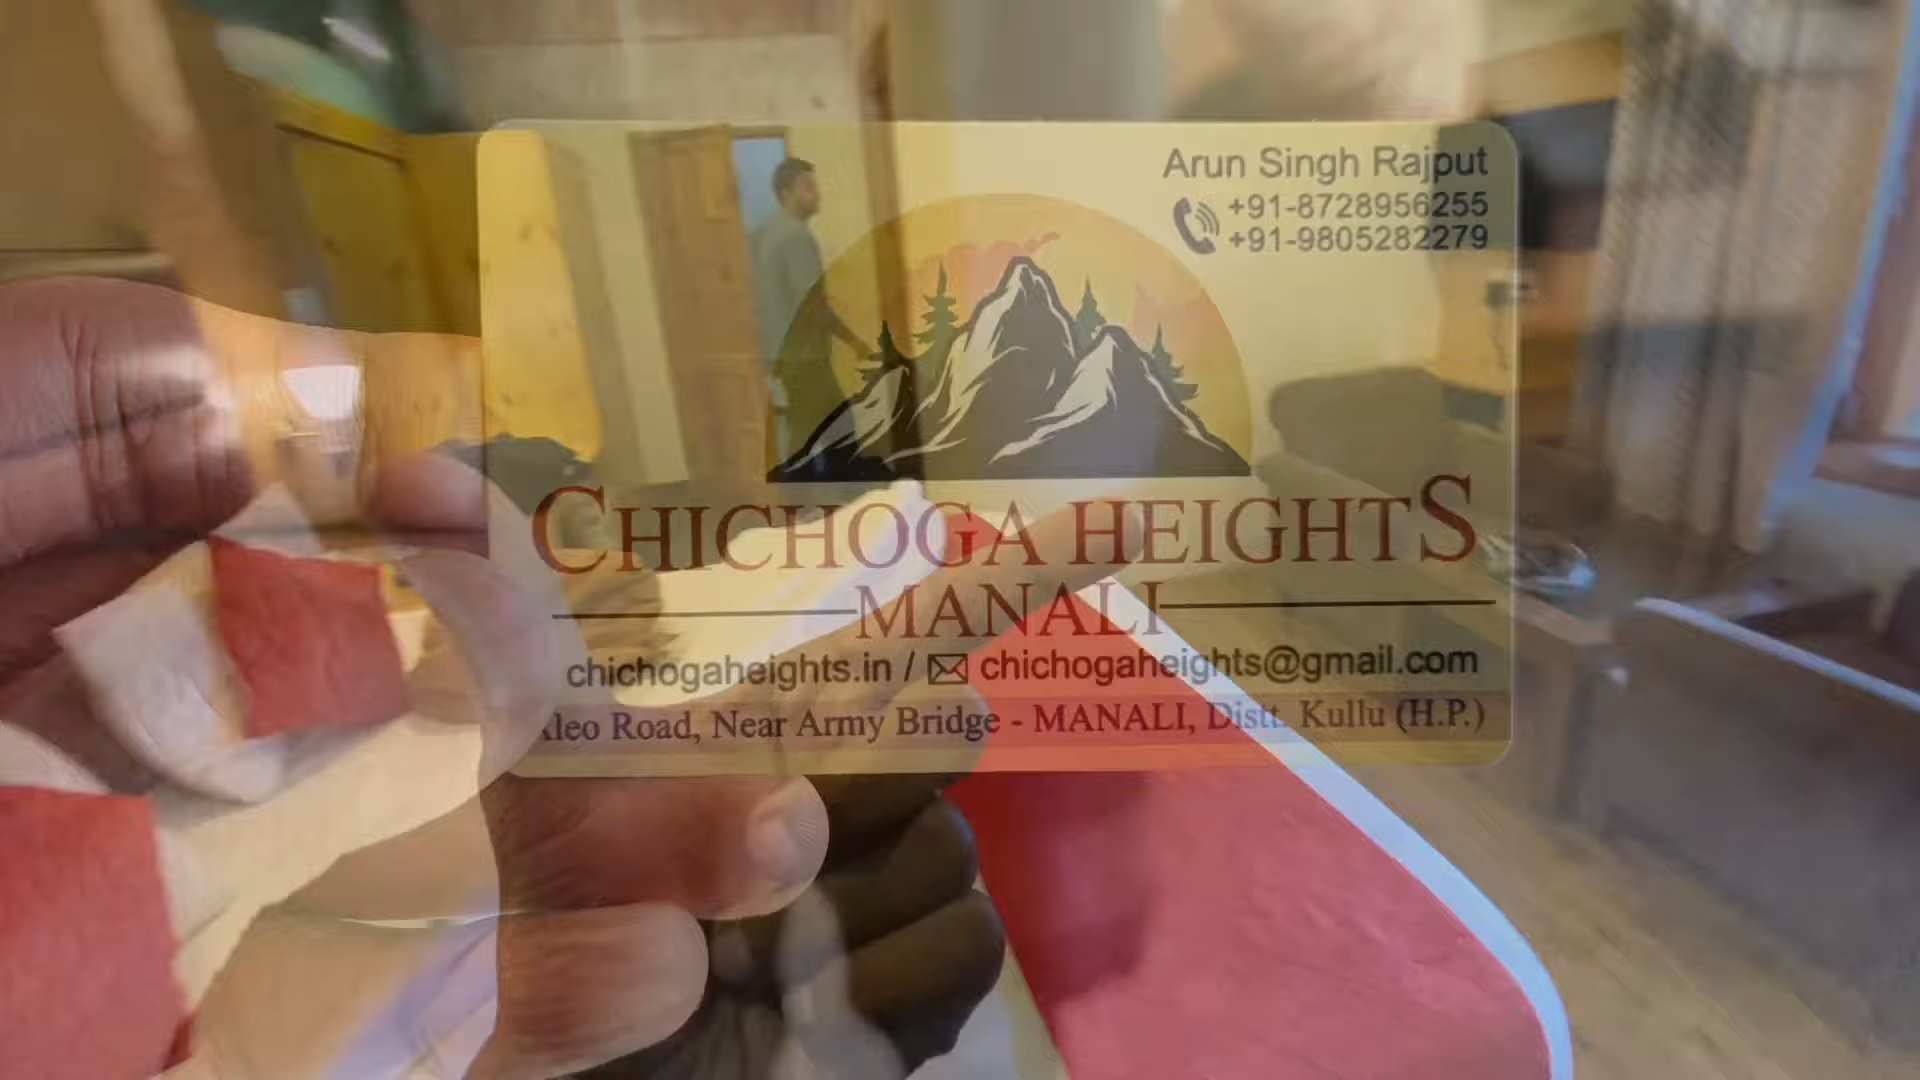 Arun Singh Rajput
+91-8728956255
+91-9805282279
CHICHOGA HEIGHTS
MANALI
chichogaheights.in / chichogaheights@gmail.com
Road, Near Army Bridge - MANALI, Distt. Kullu (H.P.)